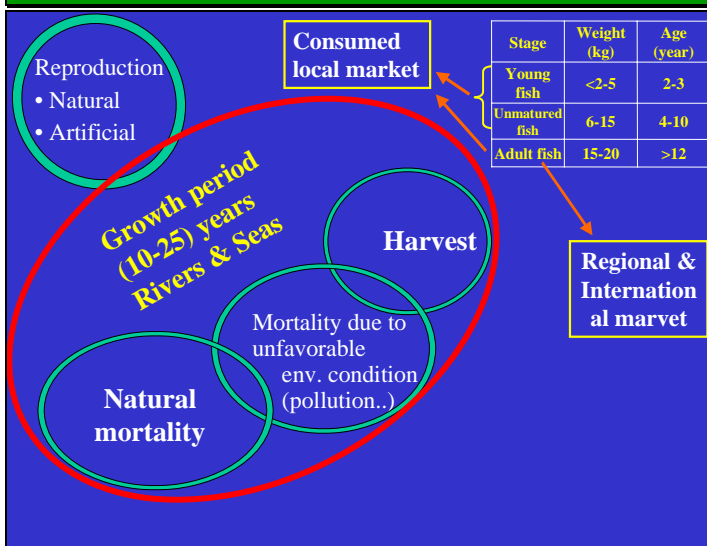 Reproduction
• Natural
• Artificial
Consumed
local market
Stage
Weight
(kg)
Age
(year)
Young
fish
<2-5
2-3
Unmatured
fish
6-15
4-10
Adult fish
15-20
>12
Growth period
(10-25) years
Rivers & Seas
Harvest
Regional &
Internation
al marvet
Mortality due to
unfavorable
env. condition
(pollution..)
Natural
mortality